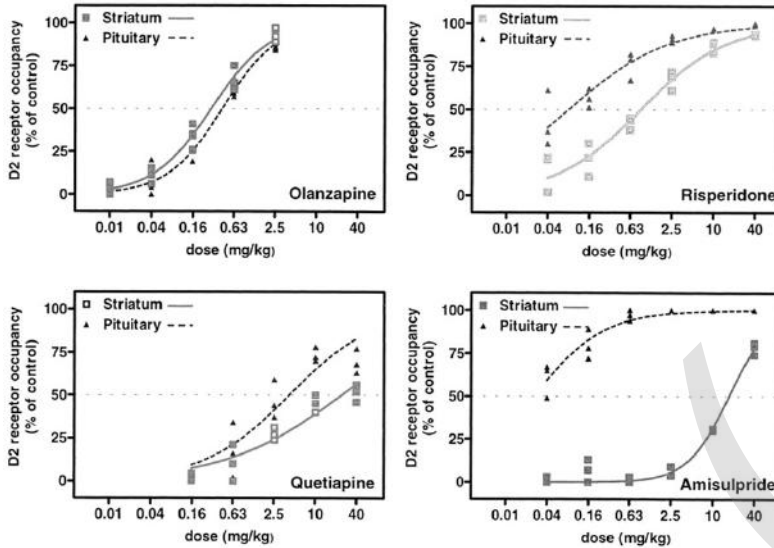 Striatum
Pituitary
100
75
50
25
0
D2 receptor occupancy
(% of control)
Olanzapine
0.01 0.04 0.16 0.63 2.5 10 40
dose (mg/kg)
Striatum
Pituitary
100
75
50
25
0
D2 receptor occupancy
(% of control)
Risperidone
0.01 0.04 0.16 0.63 2.5 10 40
dose (mg/kg)
Striatum
Pituitary
100
75
50
25
0
D2 receptor occupancy
(% of control)
Quetiapine
0.01 0.04 0.16 0.63 2.5 10 40
dose (mg/kg)
Striatum
Pituitary
100
75
50
25
0
D2 receptor occupancy
(% of control)
Amisulpride
0.01 0.04 0.16 0.63 2.5 10 40
dose (mg/kg)